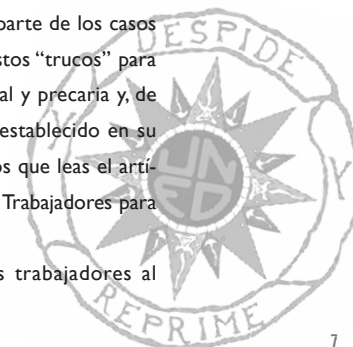 parte de los casos
stos “trucos” para
al y precaria y, de
establecido en su
os que leas el artí-
Trabajadores para
s trabajadores al
DESPIDE
Y
UNED
Y
REPRIME
7